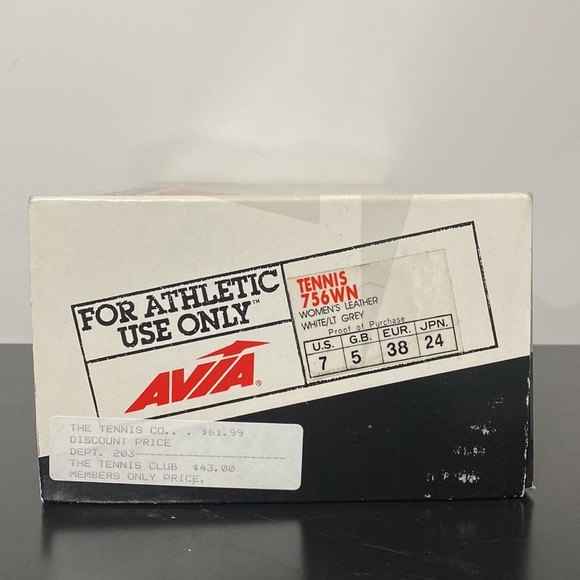 FOR ATHLETIC
USE ONLY™
AVIA®
TENNIS
756WN
WOMEN'S LEATHER
WHITE/LT GREY
Proof of Purchase
U.S. G.B. EUR. JPN.
7 5 38 24
THE TENNIS CO.. . $61.99
DISCOUNT PRICE
DEPT. 203-----------------------
THE TENNIS CLUB $43.00
MEMBERS ONLY PRICE,